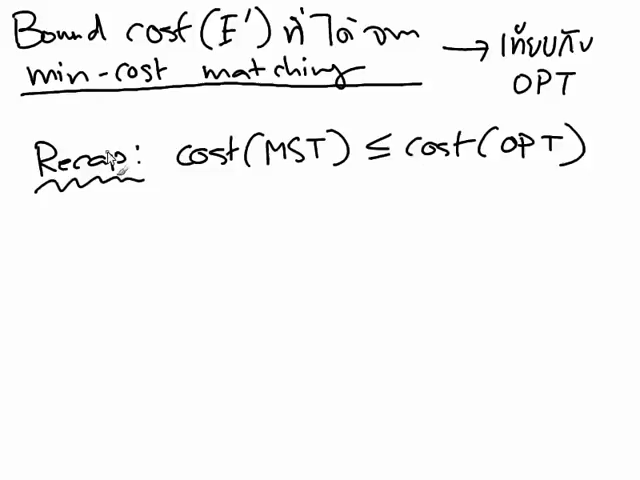 Bound cost(E') ที่ได้จาก
min-cost matching
→ เทียบกับ
OPT
Recap: cost(MST) ≤ cost(OPT)